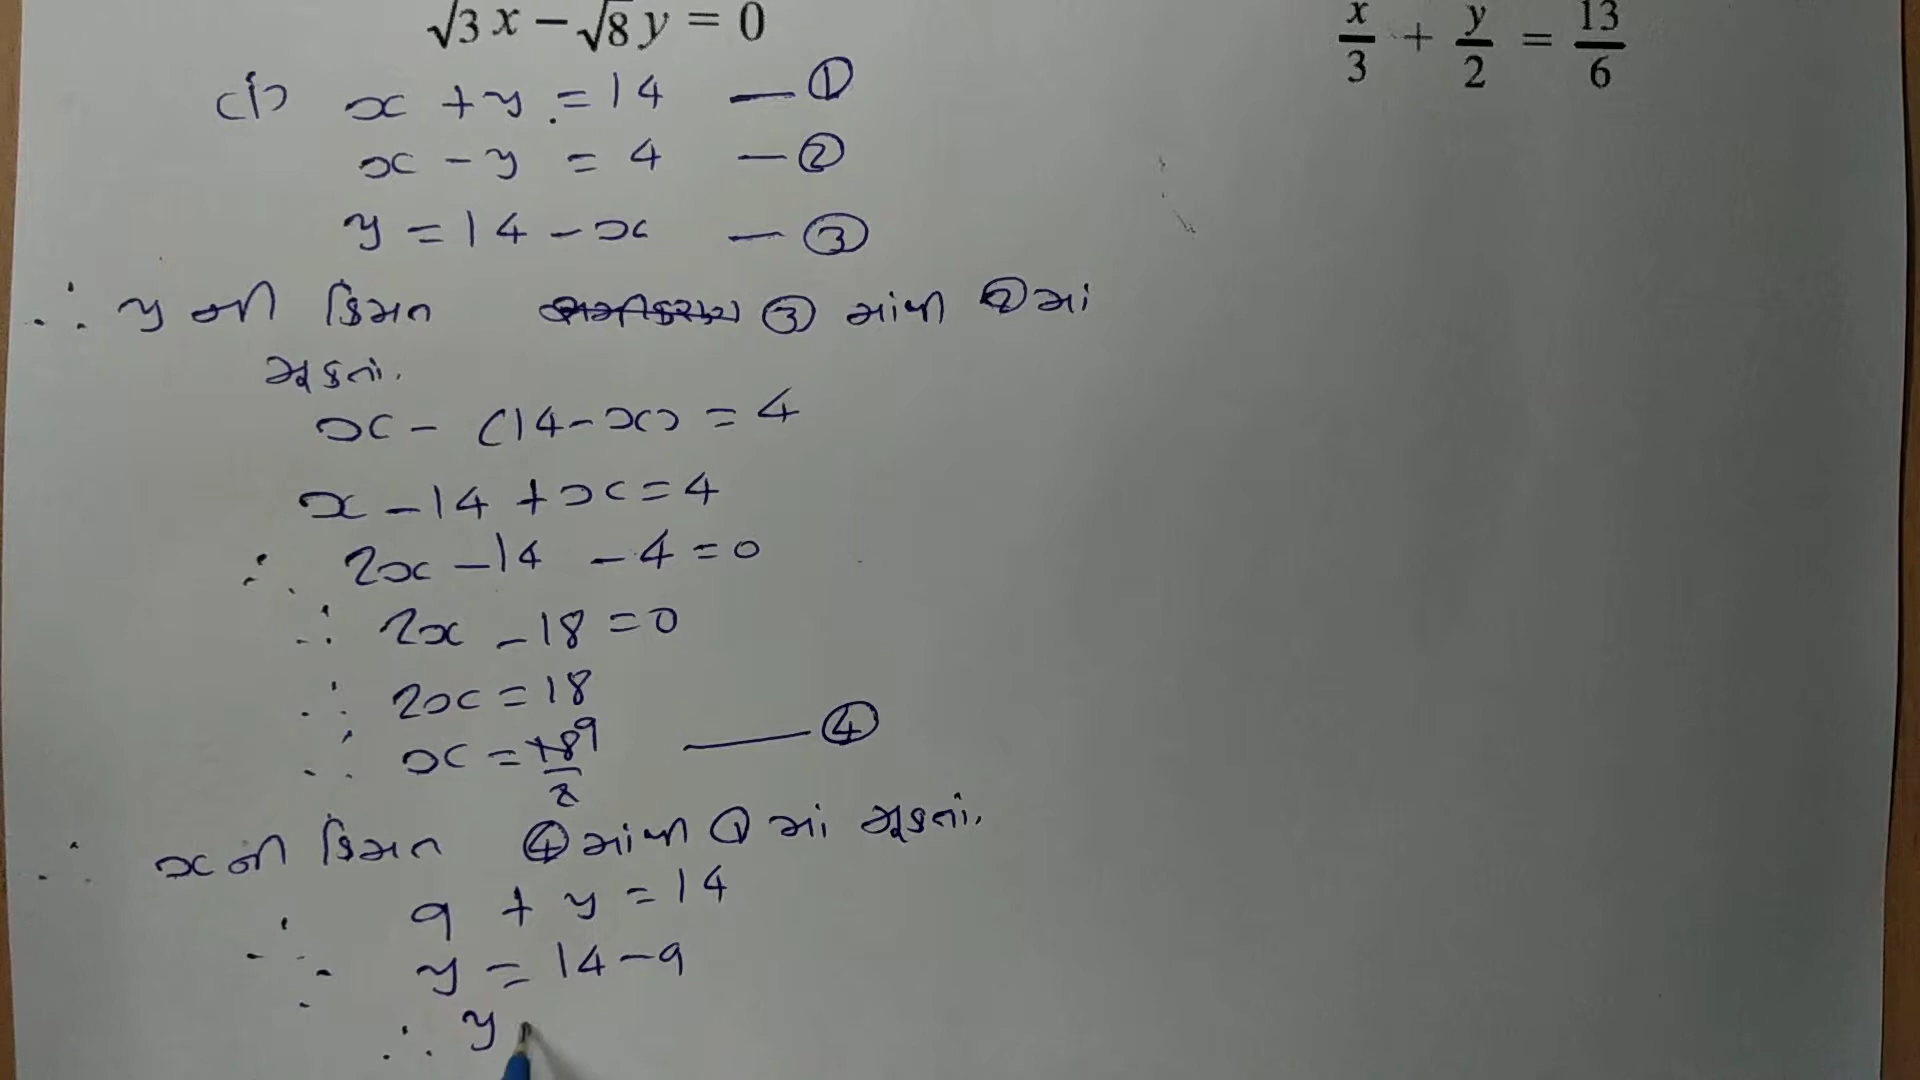 √3 x − √8 y = 0
x/3 + y/2 = 13/6
(1) x + y = 14 — ①
x − y = 4 — ②
y = 14 − x — ③
∴ y ની કિંમત ③ માંથી ② માં
મૂકતાં.
x − (14 − x) = 4
x − 14 + x = 4
∴ 2x − 14 − 4 = 0
∴ 2x − 18 = 0
∴ 2x = 18
∴ x = 18/2 9 — ④
∴ x ની કિંમત ④ માંથી ① માં મૂકતાં.
∴ 9 + y = 14
∴ y = 14 − 9
∴ y